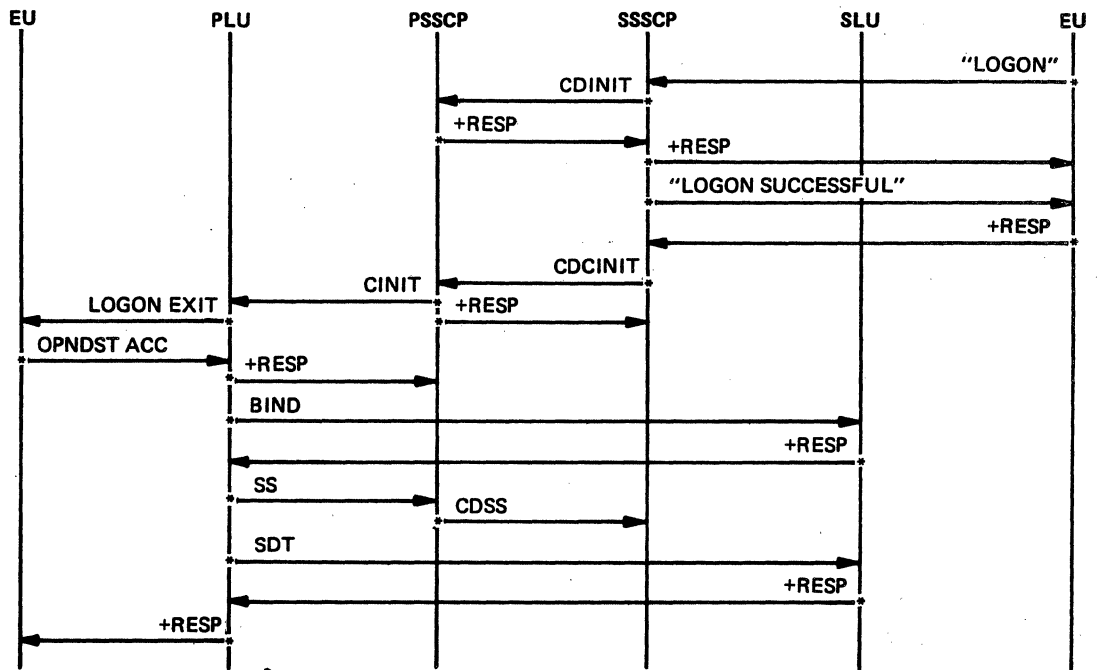 EU PLU PSSCP SSSCP SLU EU
"LOGON"
CDINIT
+RESP
+RESP
"LOGON SUCCESSFUL"
+RESP
CDCINIT
CINIT
+RESP
LOGON EXIT
OPNDST ACC
+RESP
BIND
+RESP
SS
CDSS
SDT
+RESP
+RESP